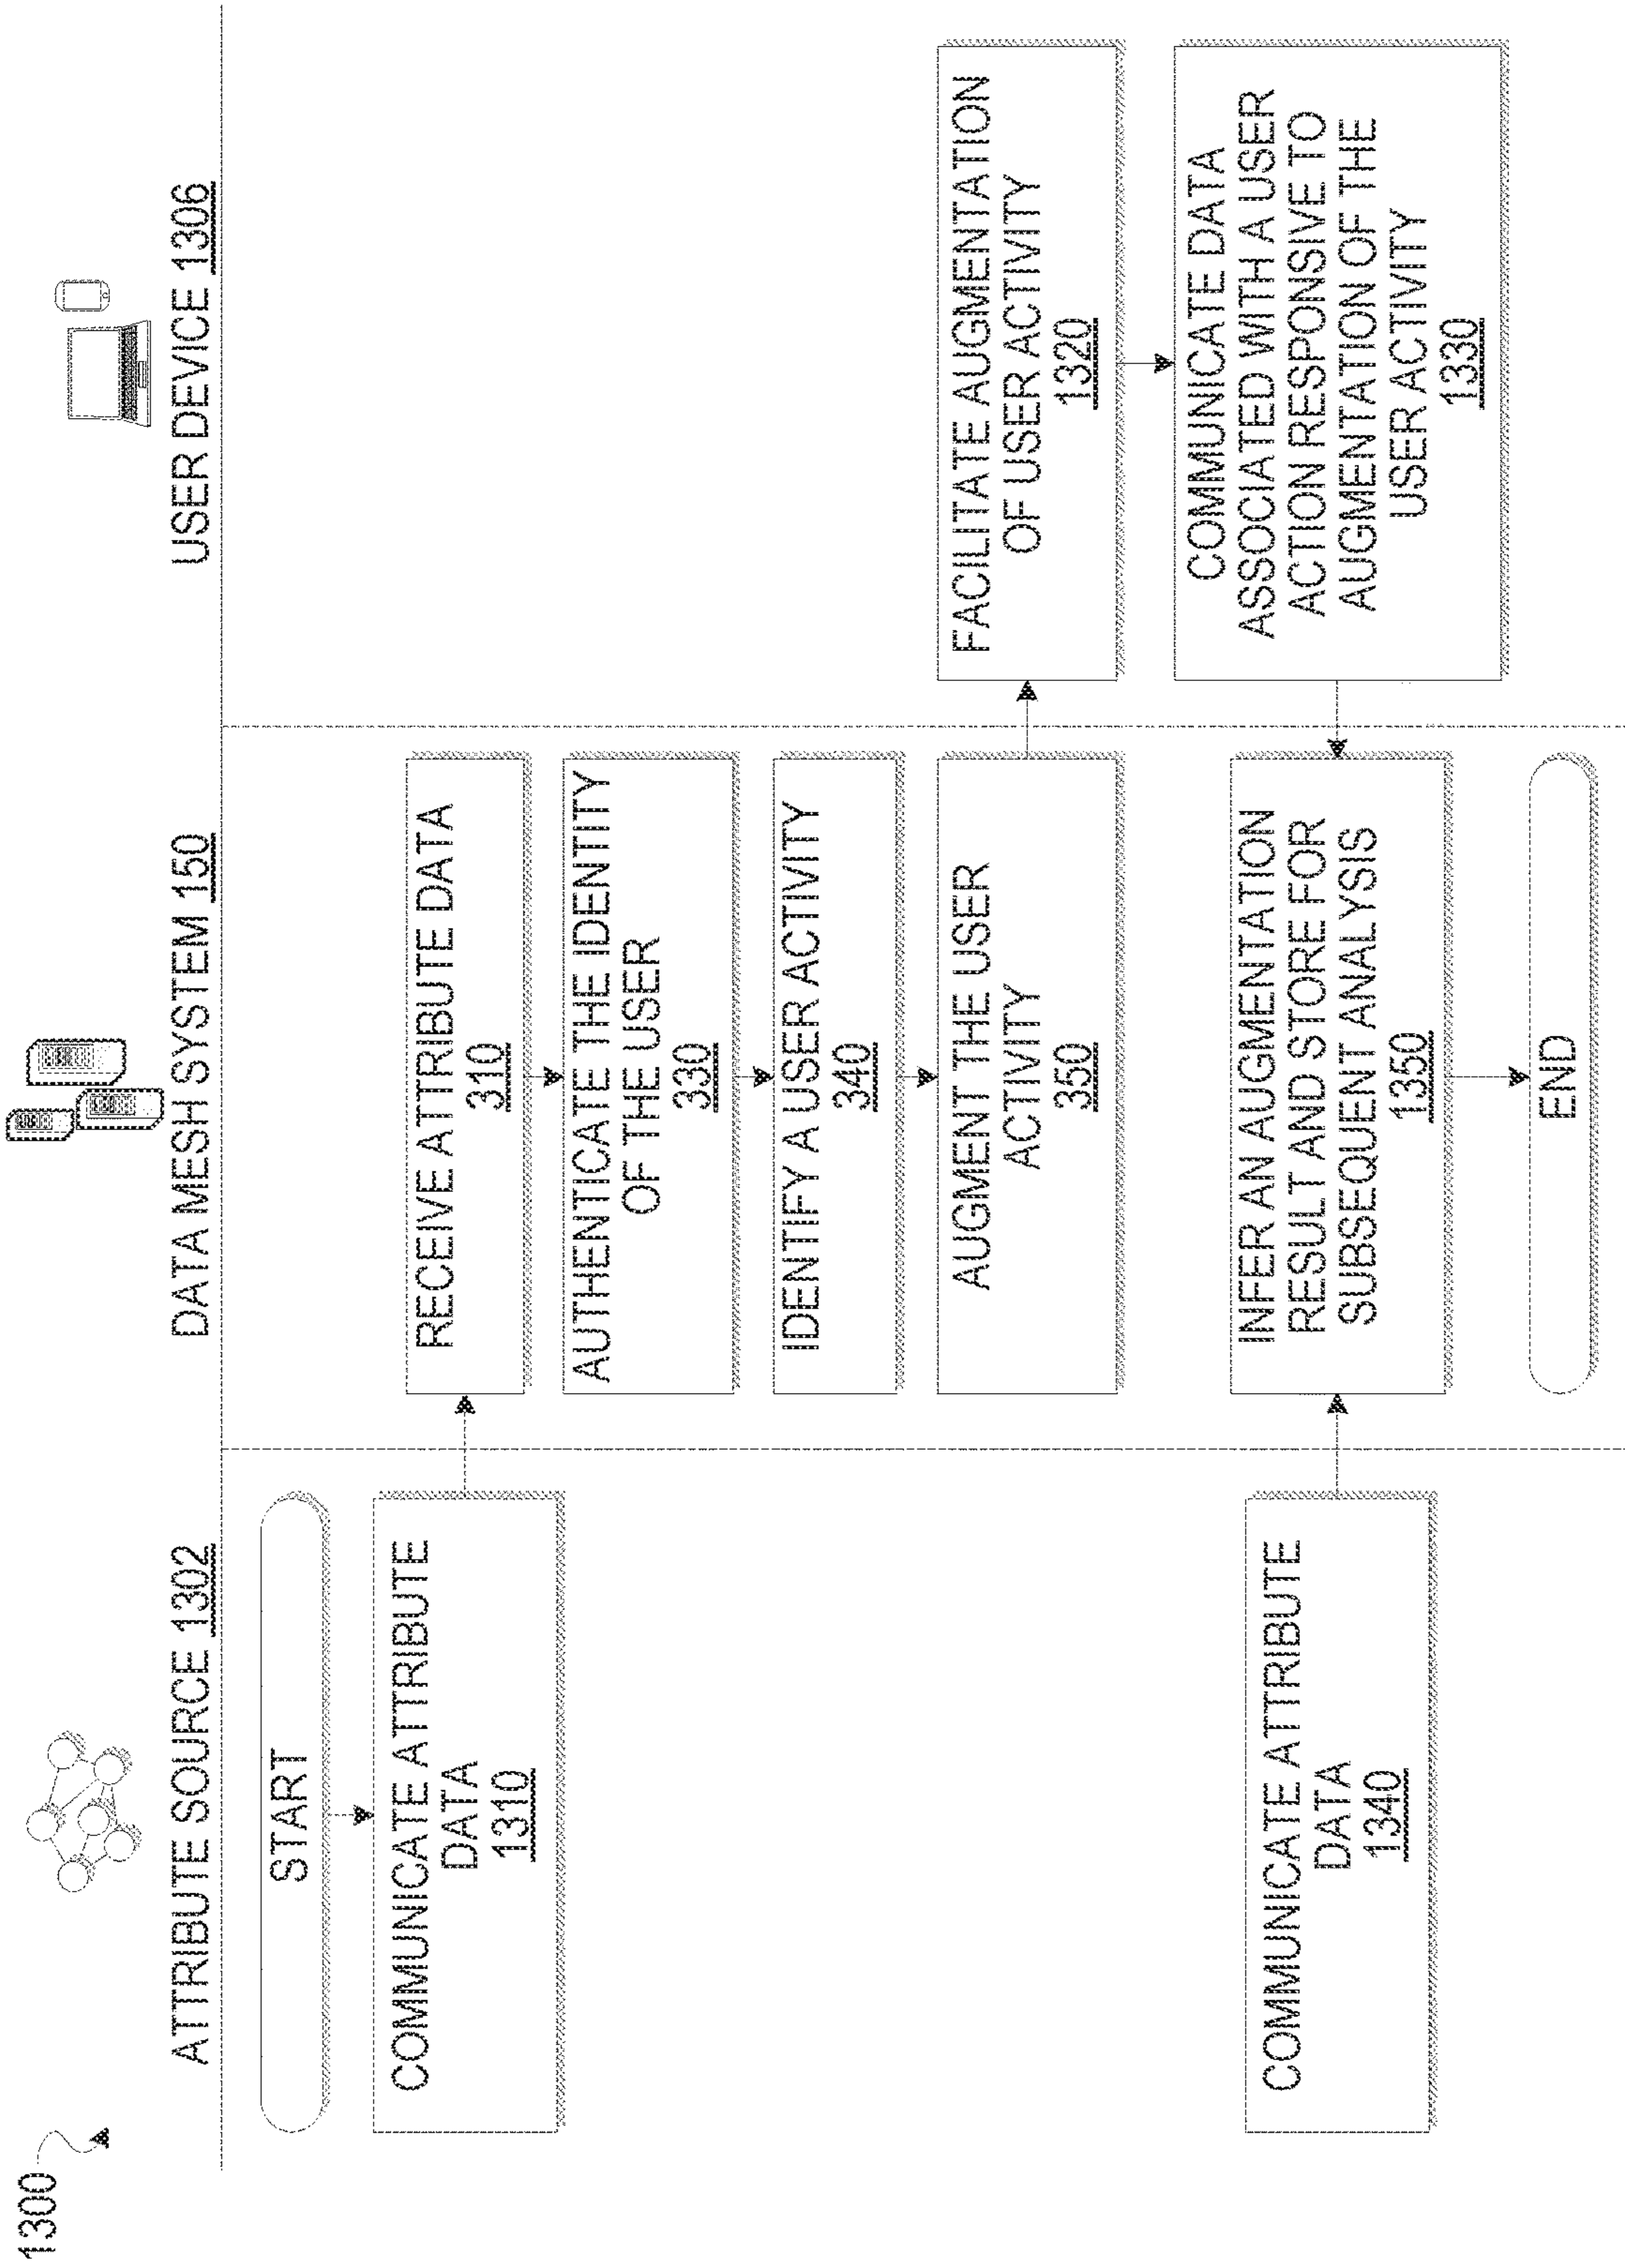 1300
ATTRIBUTE SOURCE 1302
DATA MESH SYSTEM 150
USER DEVICE 1306
START
COMMUNICATE ATTRIBUTE
DATA
1310
RECEIVE ATTRIBUTE DATA
310
AUTHENTICATE THE IDENTITY
OF THE USER
330
IDENTIFY A USER ACTIVITY
340
AUGMENT THE USER
ACTIVITY
350
FACILITATE AUGMENTATION
OF USER ACTIVITY
1320
COMMUNICATE DATA
ASSOCIATED WITH A USER
ACTION RESPONSIVE TO
AUGMENTATION OF THE
USER ACTIVITY
1330
COMMUNICATE ATTRIBUTE
DATA
1340
INFER AN AUGMENTATION
RESULT AND STORE FOR
SUBSEQUENT ANALYSIS
1350
END